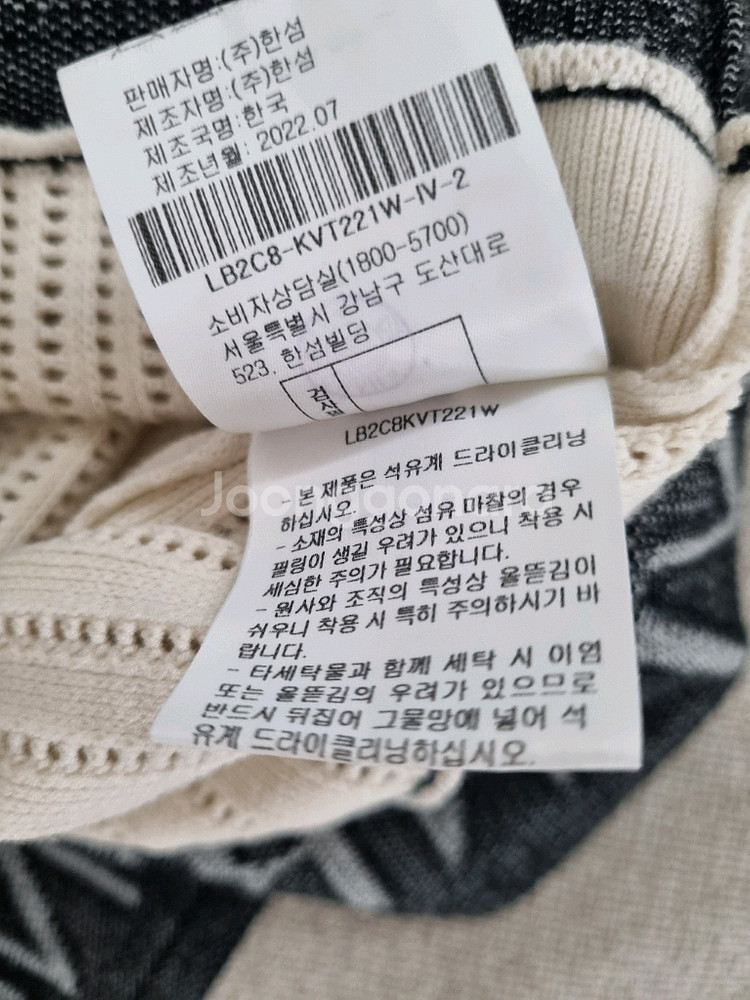 판매자명:(주)한섬
제조자명:(주)한섬
제조국명:한국
제조년월: 2022.07
LB2C8-KVT221W-IV-2
소비자상담실(1800-5700)
서울특별시 강남구 도산대로
523, 한섬빌딩
LB2C8KVT221W
- 본 제품은 석유계 드라이클리닝
하십시오.
- 소재의 특성상 섬유 마찰의 경우
필링이 생길 우려가 있으니 착용 시
세심한 주의가 필요합니다.
- 원사와 조직의 특성상 올뜯김이
쉬우니 착용 시 특히 주의하시기 바
랍니다.
- 타세탁물과 함께 세탁 시 이염
또는 올뜯김의 우려가 있으므로
반드시 뒤집어 그물망에 넣어 석
유계 드라이클리닝하십시오.